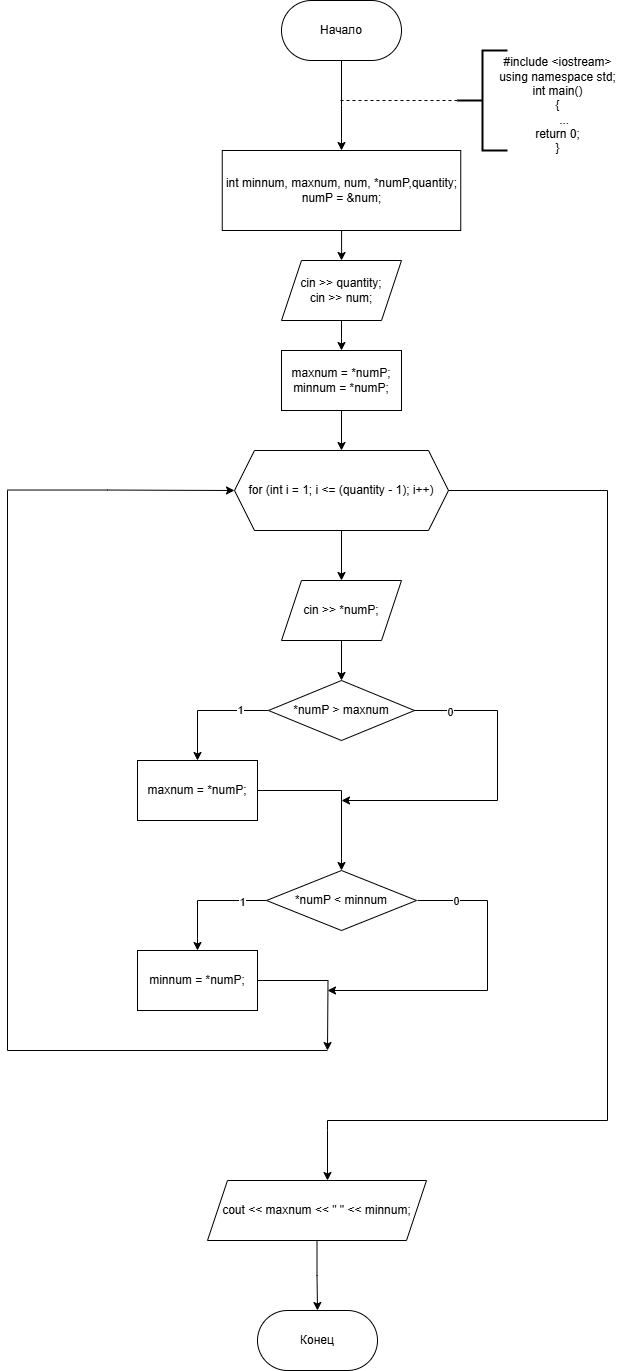 Начало
#include <iostream>
using namespace std;
int main()
{
...
return 0;
}
int minnum, maxnum, num, *numP,quantity;
numP = &num;
cin >> quantity;
cin >> num;
maxnum = *numP;
minnum = *numP;
for (int i = 1; i <= (quantity - 1); i++)
cin >> *numP;
*numP > maxnum
1
0
maxnum = *numP;
*numP < minnum
1
0
minnum = *numP;
cout << maxnum << " " << minnum;
Конец